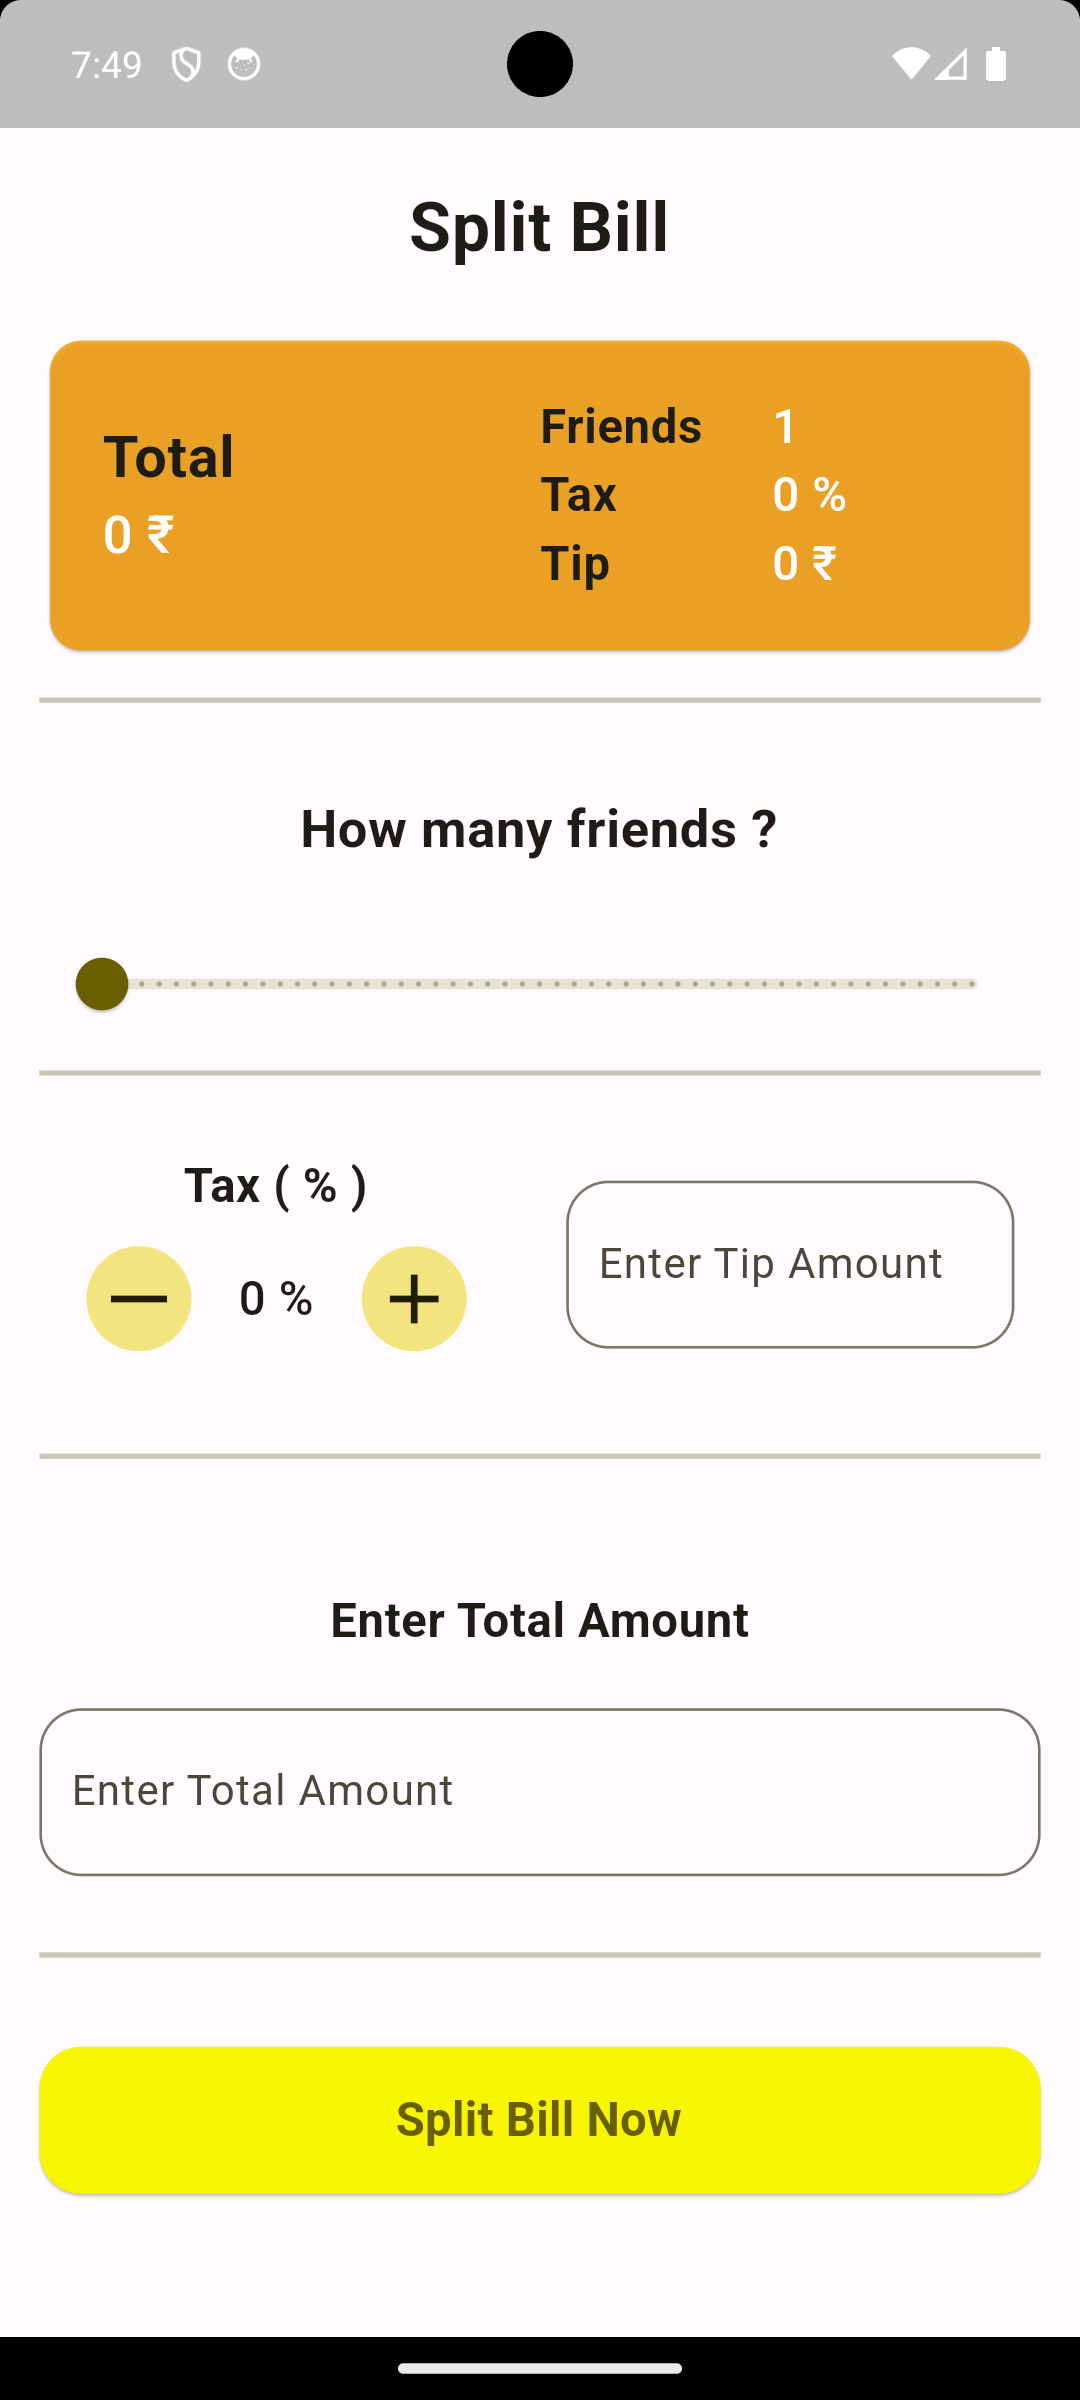 7:49
Split Bill
Total
0 ₹
Friends 1
Tax 0 %
Tip 0 ₹
How many friends ?
Tax ( % )
0 %
Enter Tip Amount
Enter Total Amount
Enter Total Amount
Split Bill Now